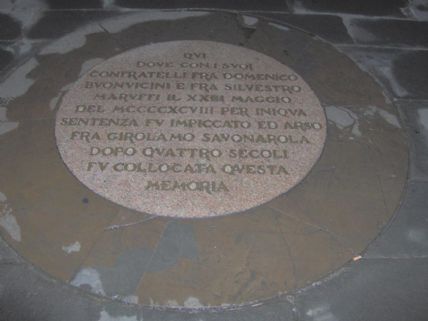 QVI
DOVE CON I SVOI
CONFRATELLI FRA DOMENICO
BVONVICINI E FRA SILVESTRO
MARVFFI IL XXIII MAGGIO
DEL MCCCCXCVIII PER INIQVA
SENTENZA FV IMPICCATO ED ARSO
FRA GIROLAMO SAVONAROLA
DOPO QVATTRO SECOLI
FV COLLOCATA QVESTA
MEMORIA